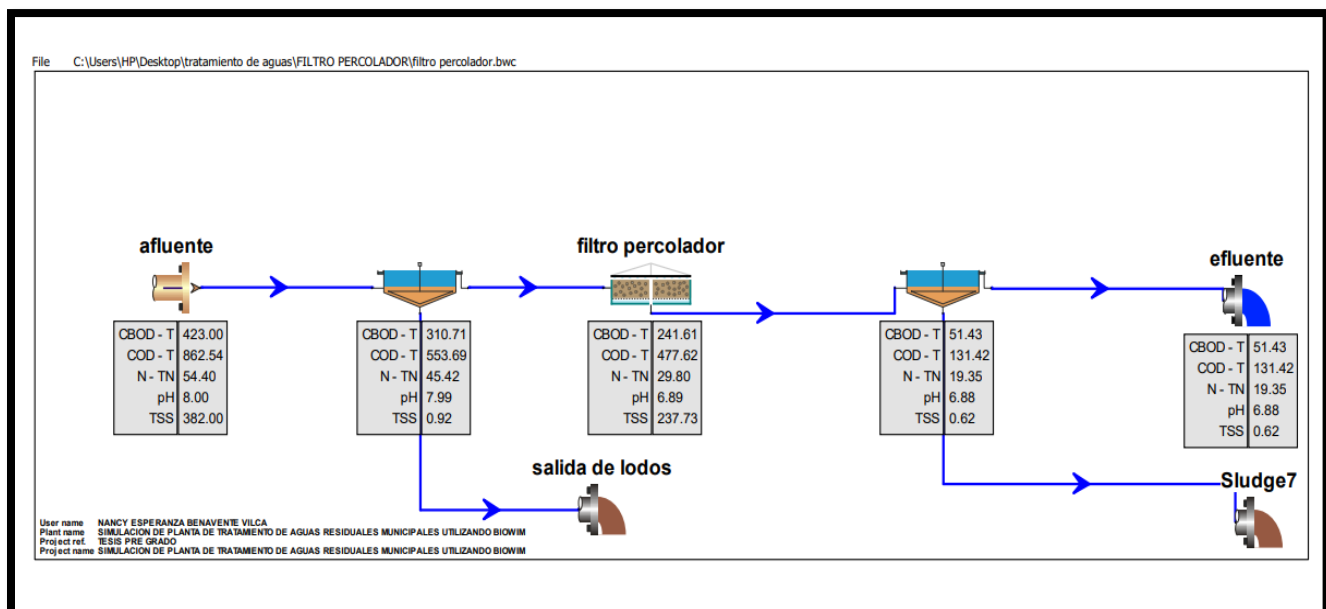 File C:\Users\HP\Desktop\tratamiento de aguas\FILTRO PERCOLADOR\filtro percolador.bwc
afluente
CBOD - T 423.00
COD - T 862.54
N - TN 54.40
pH 8.00
TSS 382.00
CBOD - T 310.71
COD - T 553.69
N - TN 45.42
pH 7.99
TSS 0.92
filtro percolador
CBOD - T 241.61
COD - T 477.62
N - TN 29.80
pH 6.89
TSS 237.73
CBOD - T 51.43
COD - T 131.42
N - TN 19.35
pH 6.88
TSS 0.62
efluente
CBOD - T 51.43
COD - T 131.42
N - TN 19.35
pH 6.88
TSS 0.62
salida de lodos
Sludge7
User name NANCY ESPERANZA BENAVENTE VILCA
Plant name SIMULACION DE PLANTA DE TRATAMIENTO DE AGUAS RESIDUALES MUNICIPALES UTILIZANDO BIOWIM
Project ref. TESIS PRE GRADO
Project name SIMULACION DE PLANTA DE TRATAMIENTO DE AGUAS RESIDUALES MUNICIPALES UTILIZANDO BIOWIM